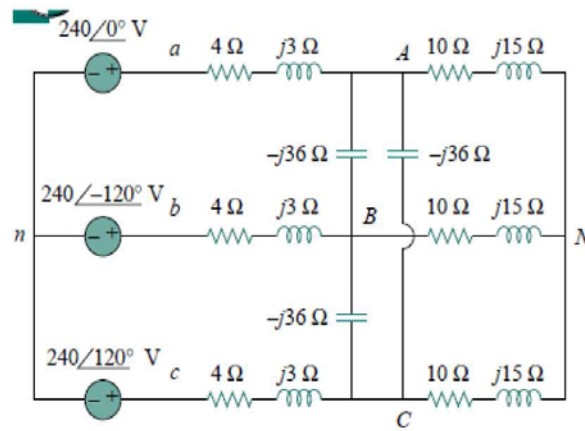 240/0° V
a
4 Ω
j3 Ω
A
10 Ω
j15 Ω
−j36 Ω
−j36 Ω
240/−120° V
b
4 Ω
j3 Ω
B
10 Ω
j15 Ω
n
N
−j36 Ω
240/120° V
c
4 Ω
j3 Ω
10 Ω
j15 Ω
C